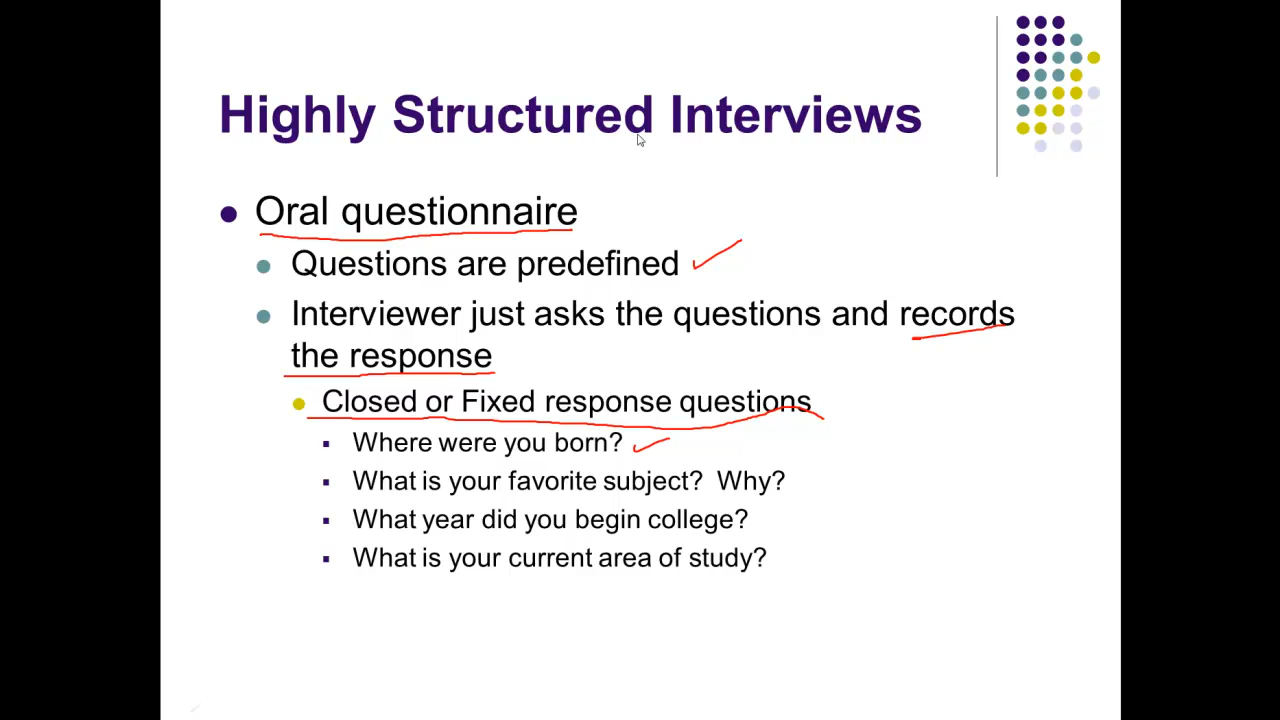 Highly Structured Interviews
Oral questionnaire
Questions are predefined
Interviewer just asks the questions and records
the response
Closed or Fixed response questions
Where were you born?
What is your favorite subject?  Why?
What year did you begin college?
What is your current area of study?